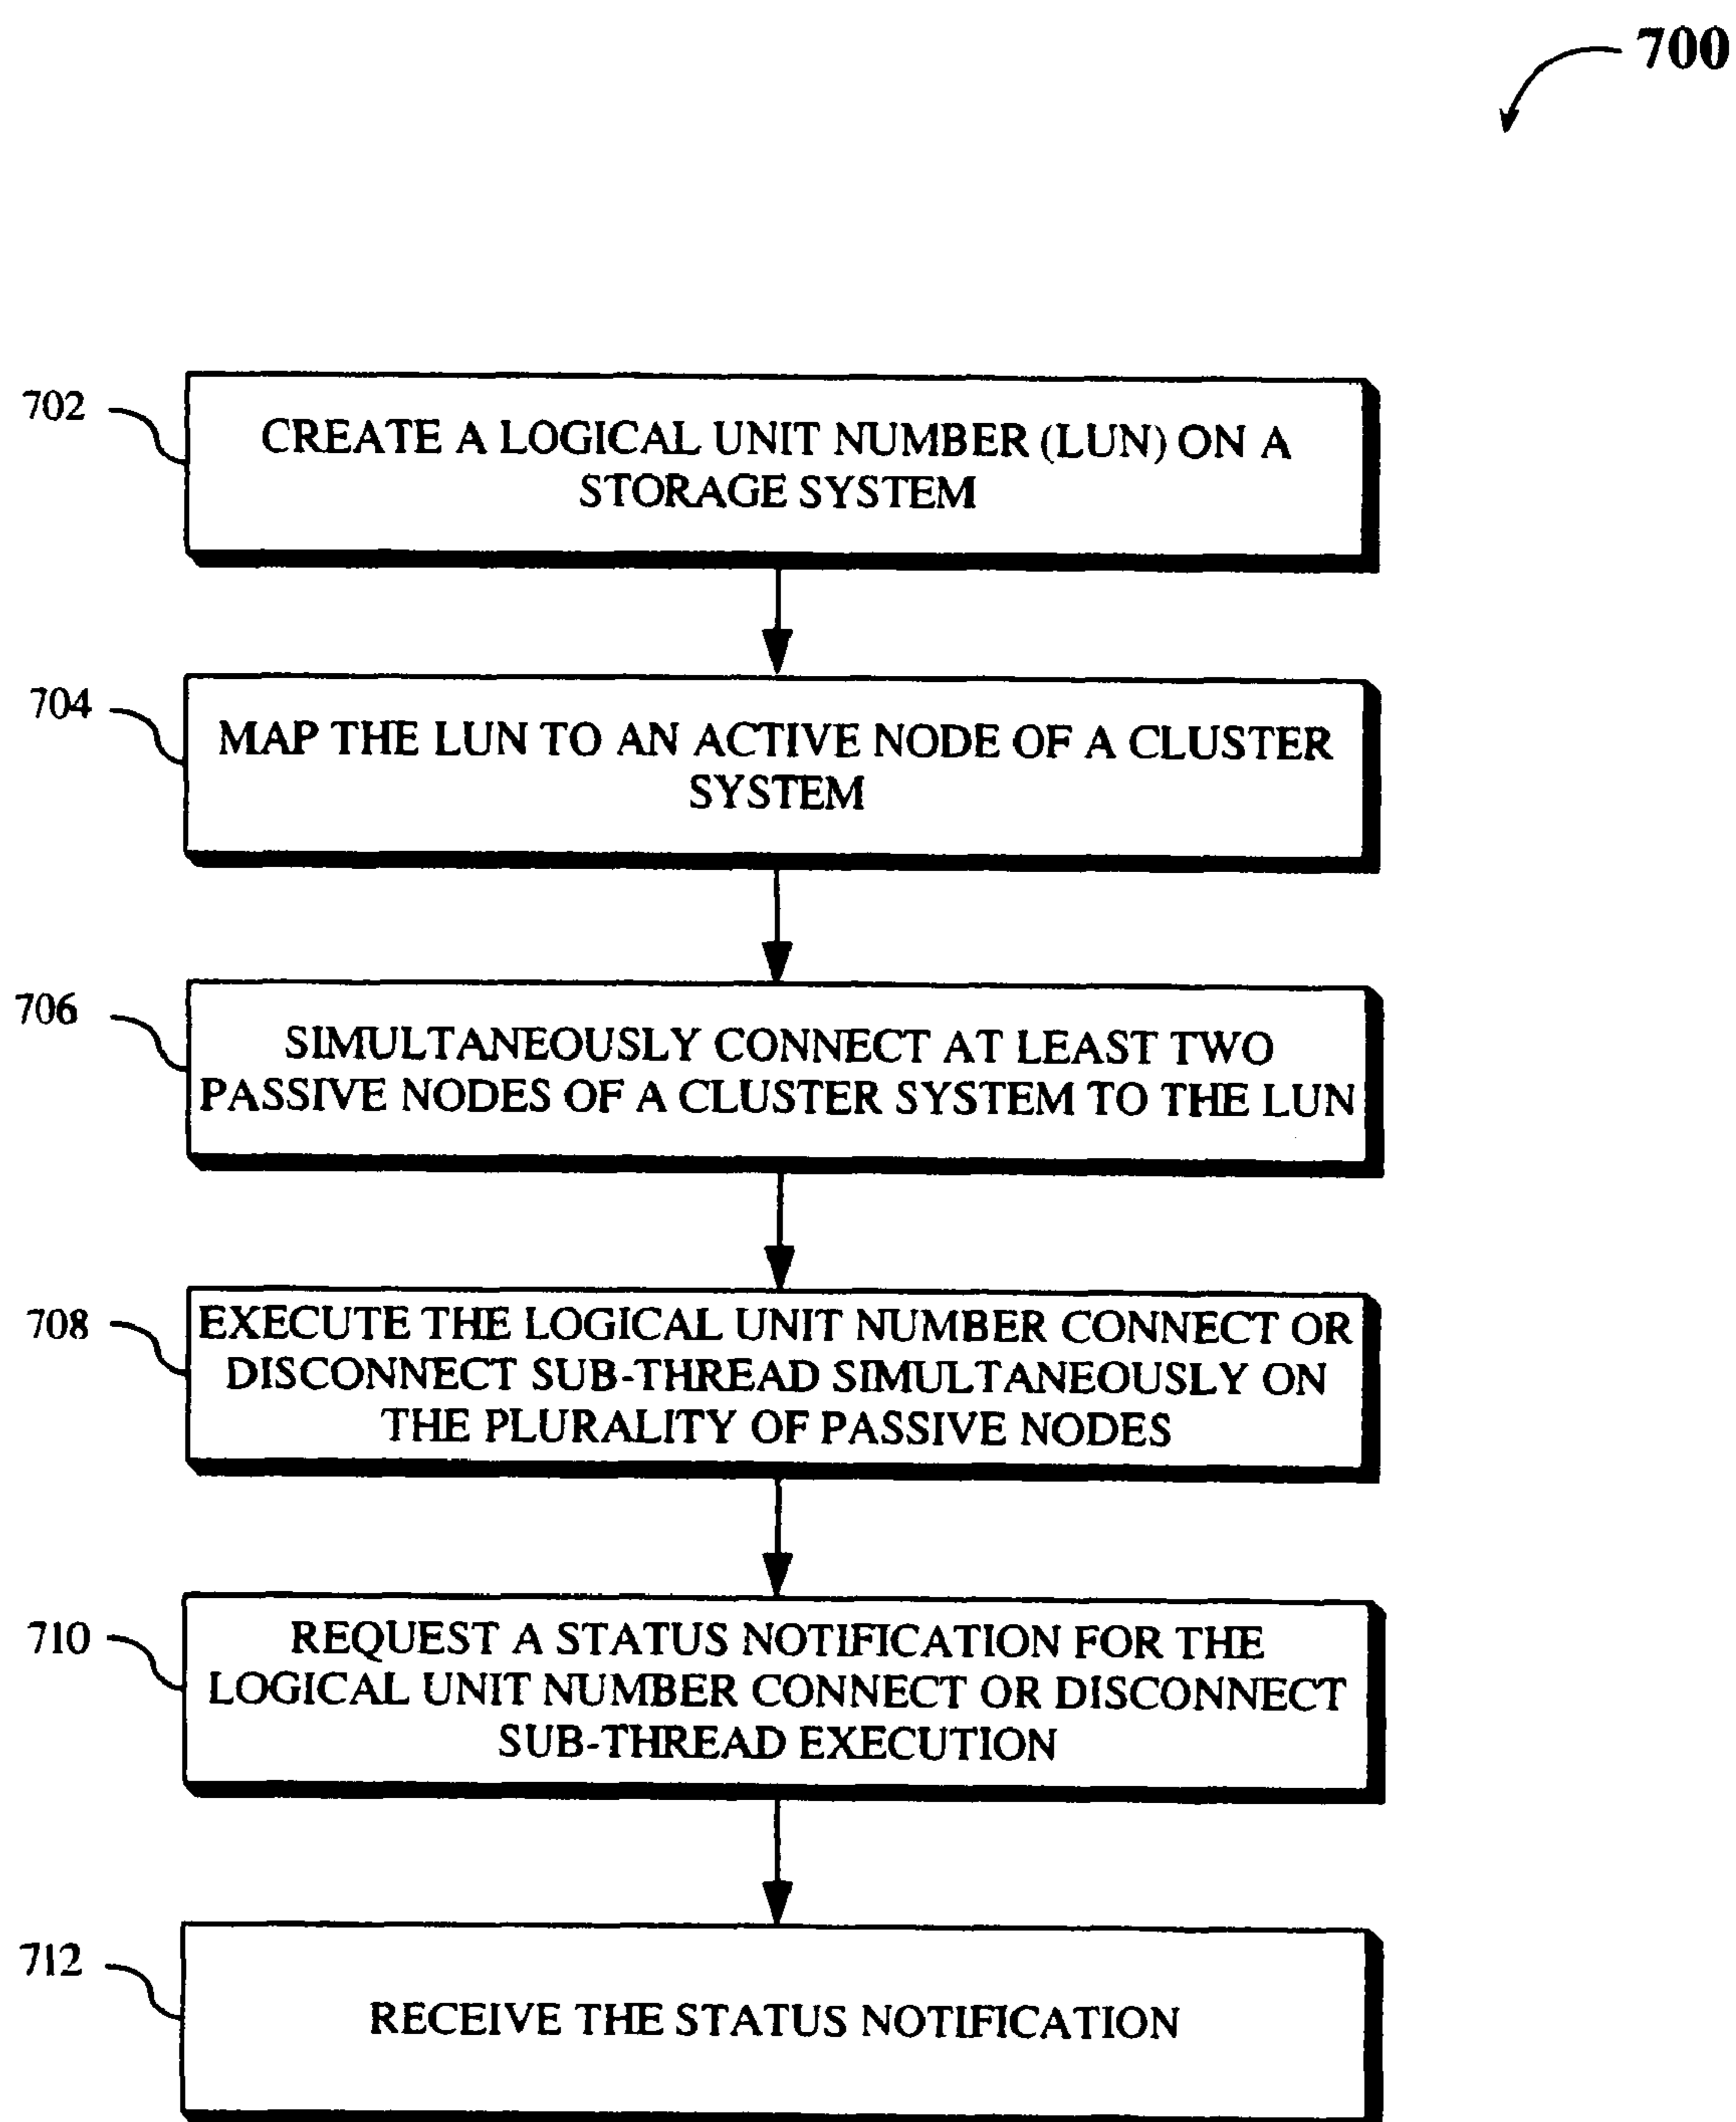 700
702
CREATE A LOGICAL UNIT NUMBER (LUN) ON A
STORAGE SYSTEM
704
MAP THE LUN TO AN ACTIVE NODE OF A CLUSTER
SYSTEM
706
SIMULTANEOUSLY CONNECT AT LEAST TWO
PASSIVE NODES OF A CLUSTER SYSTEM TO THE LUN
708
EXECUTE THE LOGICAL UNIT NUMBER CONNECT OR
DISCONNECT SUB-THREAD SIMULTANEOUSLY ON
THE PLURALITY OF PASSIVE NODES
710
REQUEST A STATUS NOTIFICATION FOR THE
LOGICAL UNIT NUMBER CONNECT OR DISCONNECT
SUB-THREAD EXECUTION
712
RECEIVE THE STATUS NOTIFICATION